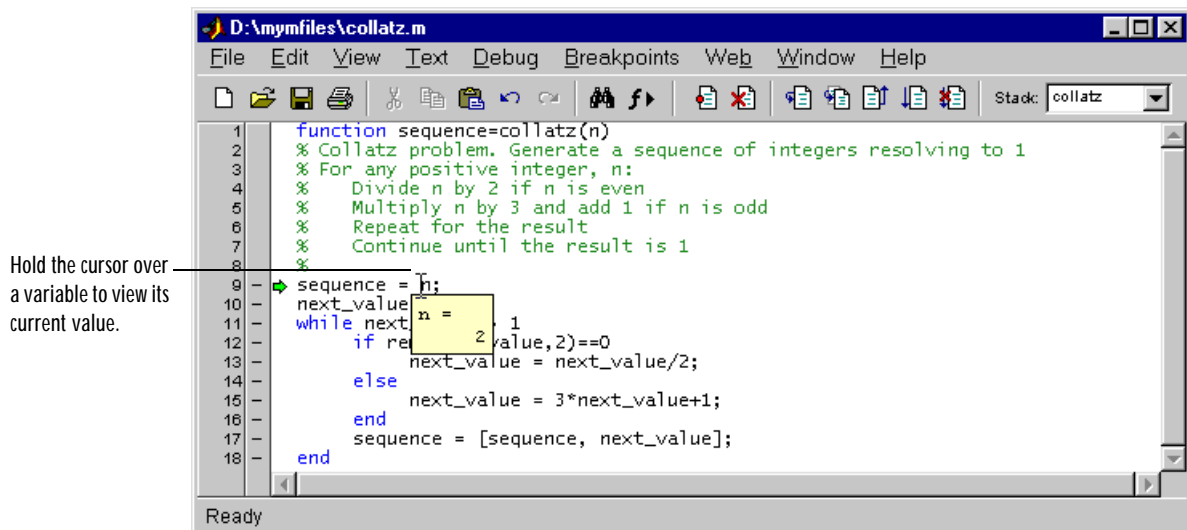 D:\mymfiles\collatz.m
File Edit View Text Debug Breakpoints Web Window Help
Stack: collatz
1 function sequence=collatz(n)
2 % Collatz problem. Generate a sequence of integers resolving to 1
3 % For any positive integer, n:
4 % Divide n by 2 if n is even
5 % Multiply n by 3 and add 1 if n is odd
6 % Repeat for the result
7 % Continue until the result is 1
8 %
Hold the cursor over
a variable to view its
current value.
9 – sequence = n;
10 – next_value
n =
2
11 – while next_ 1
12 – if re alue,2)==0
13 – next_value = next_value/2;
14 – else
15 – next_value = 3*next_value+1;
16 – end
17 – sequence = [sequence, next_value];
18 – end
Ready